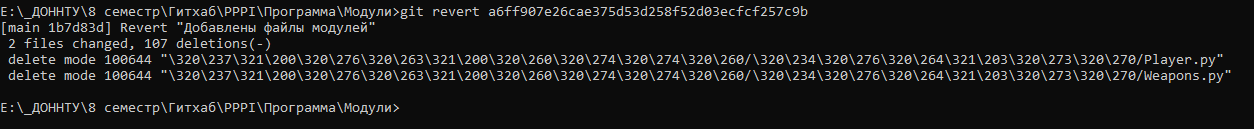 E:\_ДОННТУ\8 семестр\Гитхаб\PPPI\Программа\Модули>git revert a6ff907e26cae375d53d258f52d03ecfcf257c9b
[main 1b7d83d] Revert "Добавлены файлы модулей"
 2 files changed, 107 deletions(-)
 delete mode 100644 "\320\237\321\200\320\276\320\263\321\200\320\260\320\274\320\274\320\260/\320\234\320\276\320\264\321\203\320\273\320\270/Player.py"
 delete mode 100644 "\320\237\321\200\320\276\320\263\321\200\320\260\320\274\320\274\320\260/\320\234\320\276\320\264\321\203\320\273\320\270/Weapons.py"
E:\_ДОННТУ\8 семестр\Гитхаб\PPPI\Программа\Модули>